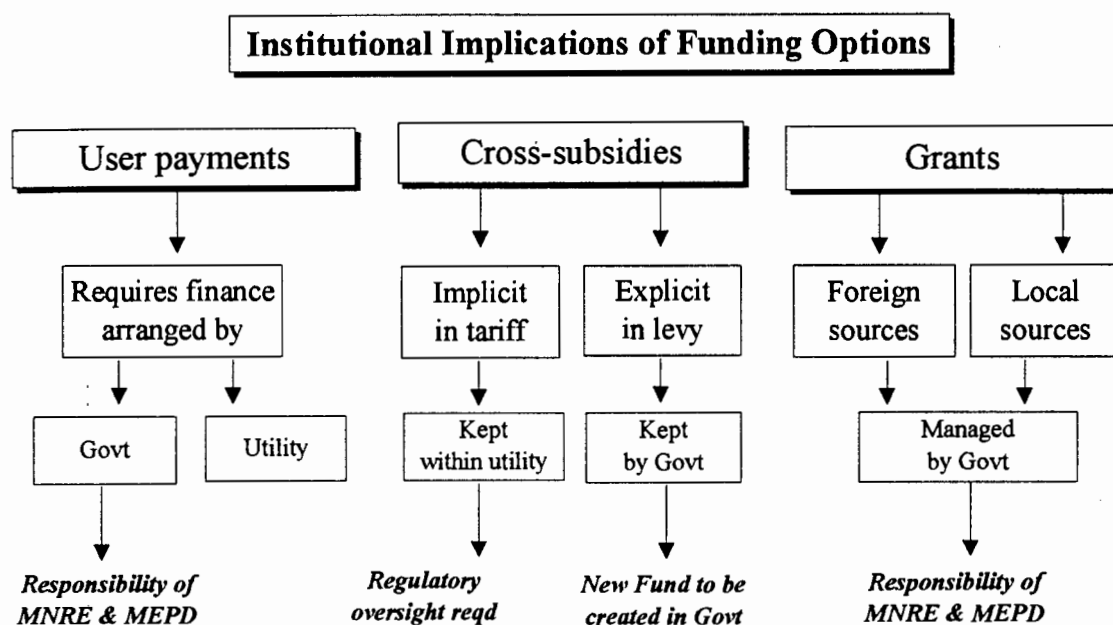 Institutional Implications of Funding Options
User payments
Cross-subsidies
Grants
Requires finance
arranged by
Implicit
in tariff
Explicit
in levy
Foreign
sources
Local
sources
Govt
Utility
Kept
within utility
Kept
by Govt
Managed
by Govt
Responsibility of
MNRE & MEPD
Regulatory
oversight reqd
New Fund to be
created in Govt
Responsibility of
MNRE & MEPD